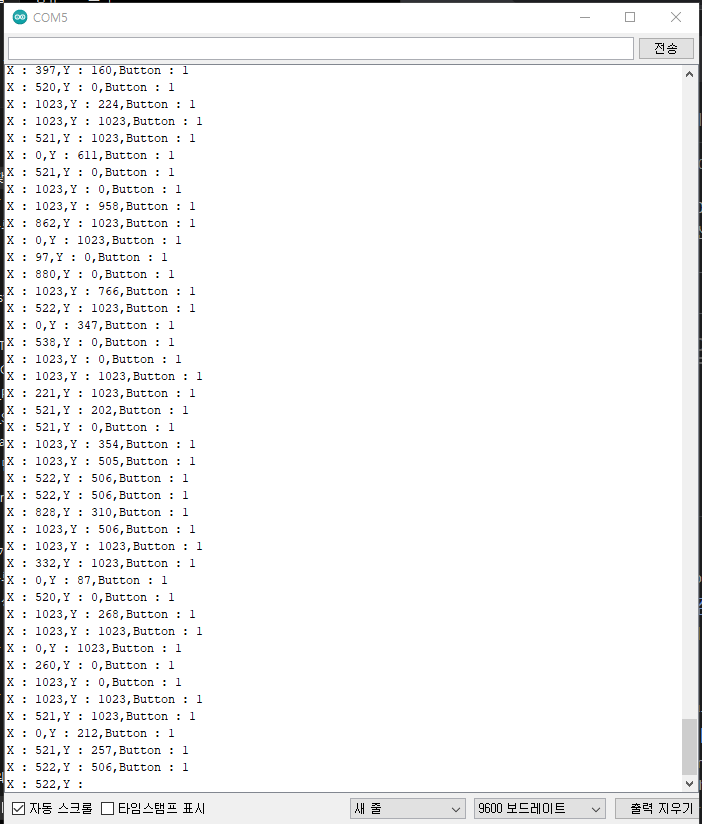 COM5
전송
X : 397,Y : 160,Button : 1
X : 520,Y : 0,Button : 1
X : 1023,Y : 224,Button : 1
X : 1023,Y : 1023,Button : 1
X : 521,Y : 1023,Button : 1
X : 0,Y : 611,Button : 1
X : 521,Y : 0,Button : 1
X : 1023,Y : 0,Button : 1
X : 1023,Y : 958,Button : 1
X : 862,Y : 1023,Button : 1
X : 0,Y : 1023,Button : 1
X : 97,Y : 0,Button : 1
X : 880,Y : 0,Button : 1
X : 1023,Y : 766,Button : 1
X : 522,Y : 1023,Button : 1
X : 0,Y : 347,Button : 1
X : 538,Y : 0,Button : 1
X : 1023,Y : 0,Button : 1
X : 1023,Y : 1023,Button : 1
X : 221,Y : 1023,Button : 1
X : 521,Y : 202,Button : 1
X : 521,Y : 0,Button : 1
X : 1023,Y : 354,Button : 1
X : 1023,Y : 505,Button : 1
X : 522,Y : 506,Button : 1
X : 522,Y : 506,Button : 1
X : 828,Y : 310,Button : 1
X : 1023,Y : 506,Button : 1
X : 1023,Y : 1023,Button : 1
X : 332,Y : 1023,Button : 1
X : 0,Y : 87,Button : 1
X : 520,Y : 0,Button : 1
X : 1023,Y : 268,Button : 1
X : 1023,Y : 1023,Button : 1
X : 0,Y : 1023,Button : 1
X : 260,Y : 0,Button : 1
X : 1023,Y : 0,Button : 1
X : 1023,Y : 1023,Button : 1
X : 521,Y : 1023,Button : 1
X : 0,Y : 212,Button : 1
X : 521,Y : 257,Button : 1
X : 522,Y : 506,Button : 1
X : 522,Y :
자동 스크롤 타임스탬프 표시 새 줄 9600 보드레이트 출력 지우기